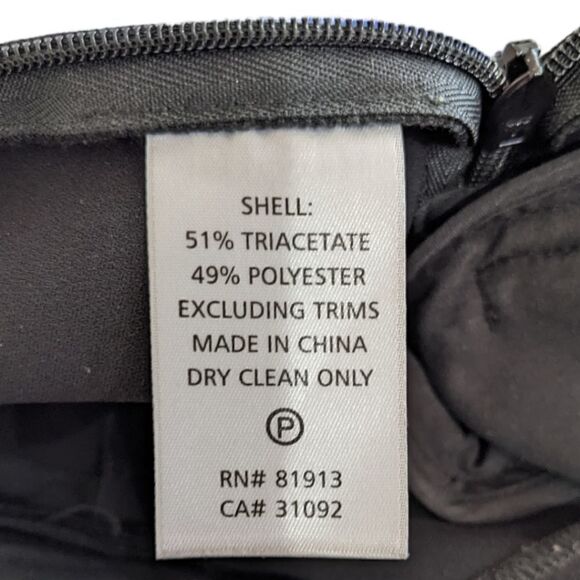 SHELL:
51% TRIACETATE
49% POLYESTER
EXCLUDING TRIMS
MADE IN CHINA
DRY CLEAN ONLY
P
RN# 81913
CA# 31092